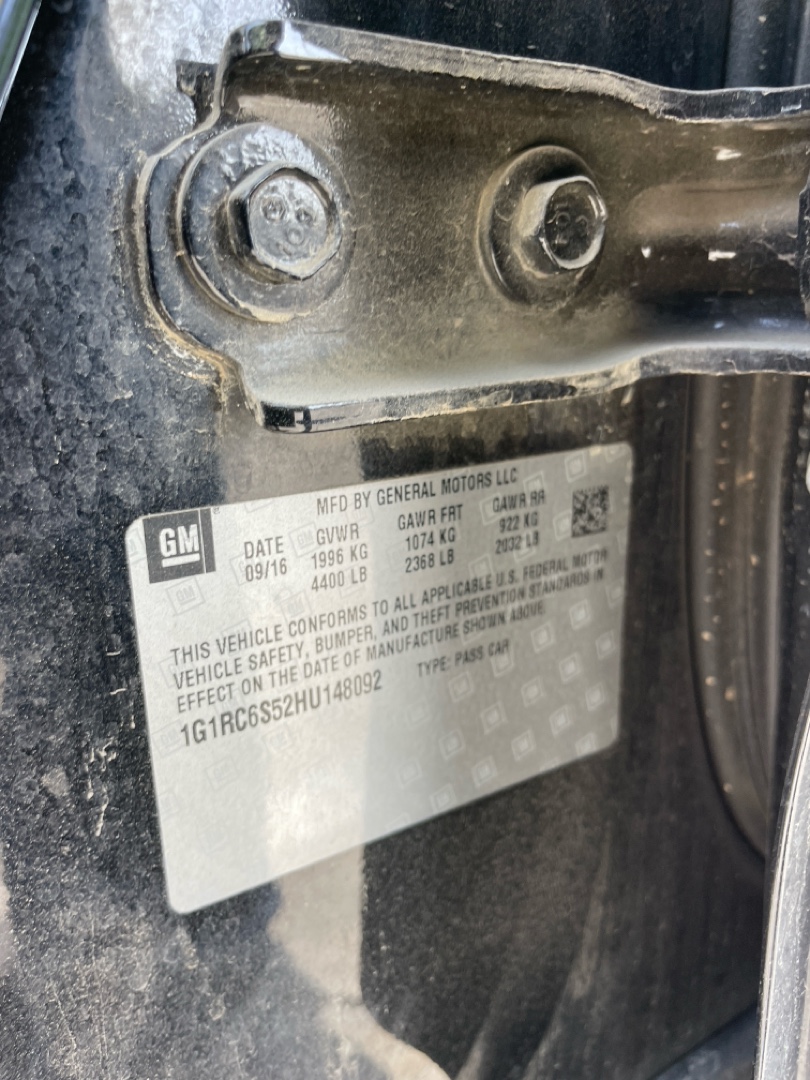 MFD BY GENERAL MOTORS LLC
GM
DATE GVWR GAWR FRT GAWR RR
09/16 1996 KG 1074 KG 922 KG
4400 LB 2368 LB 2032 LB
THIS VEHICLE CONFORMS TO ALL APPLICABLE U.S. FEDERAL MOTOR
VEHICLE SAFETY, BUMPER, AND THEFT PREVENTION STANDARDS IN
EFFECT ON THE DATE OF MANUFACTURE SHOWN ABOVE.
1G1RC6S52HU148092 TYPE: PASS CAR